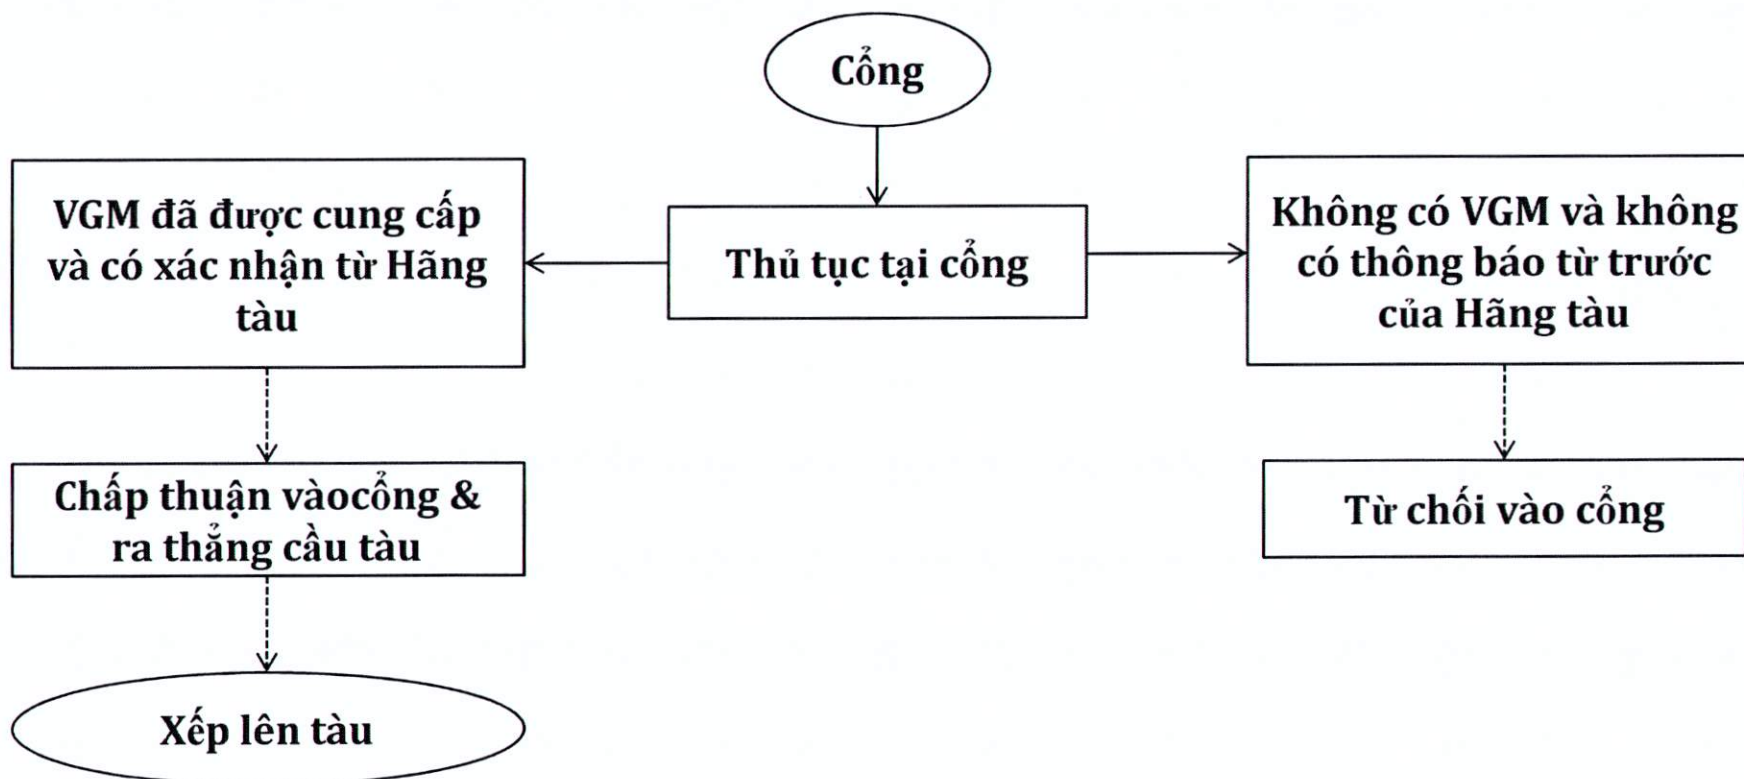 Cổng
VGM đã được cung cấp
và có xác nhận từ Hãng
tàu
Thủ tục tại cổng
Không có VGM và không
có thông báo từ trước
của Hãng tàu
Chấp thuận vàocổng &
ra thẳng cầu tàu
Từ chối vào cổng
Xếp lên tàu